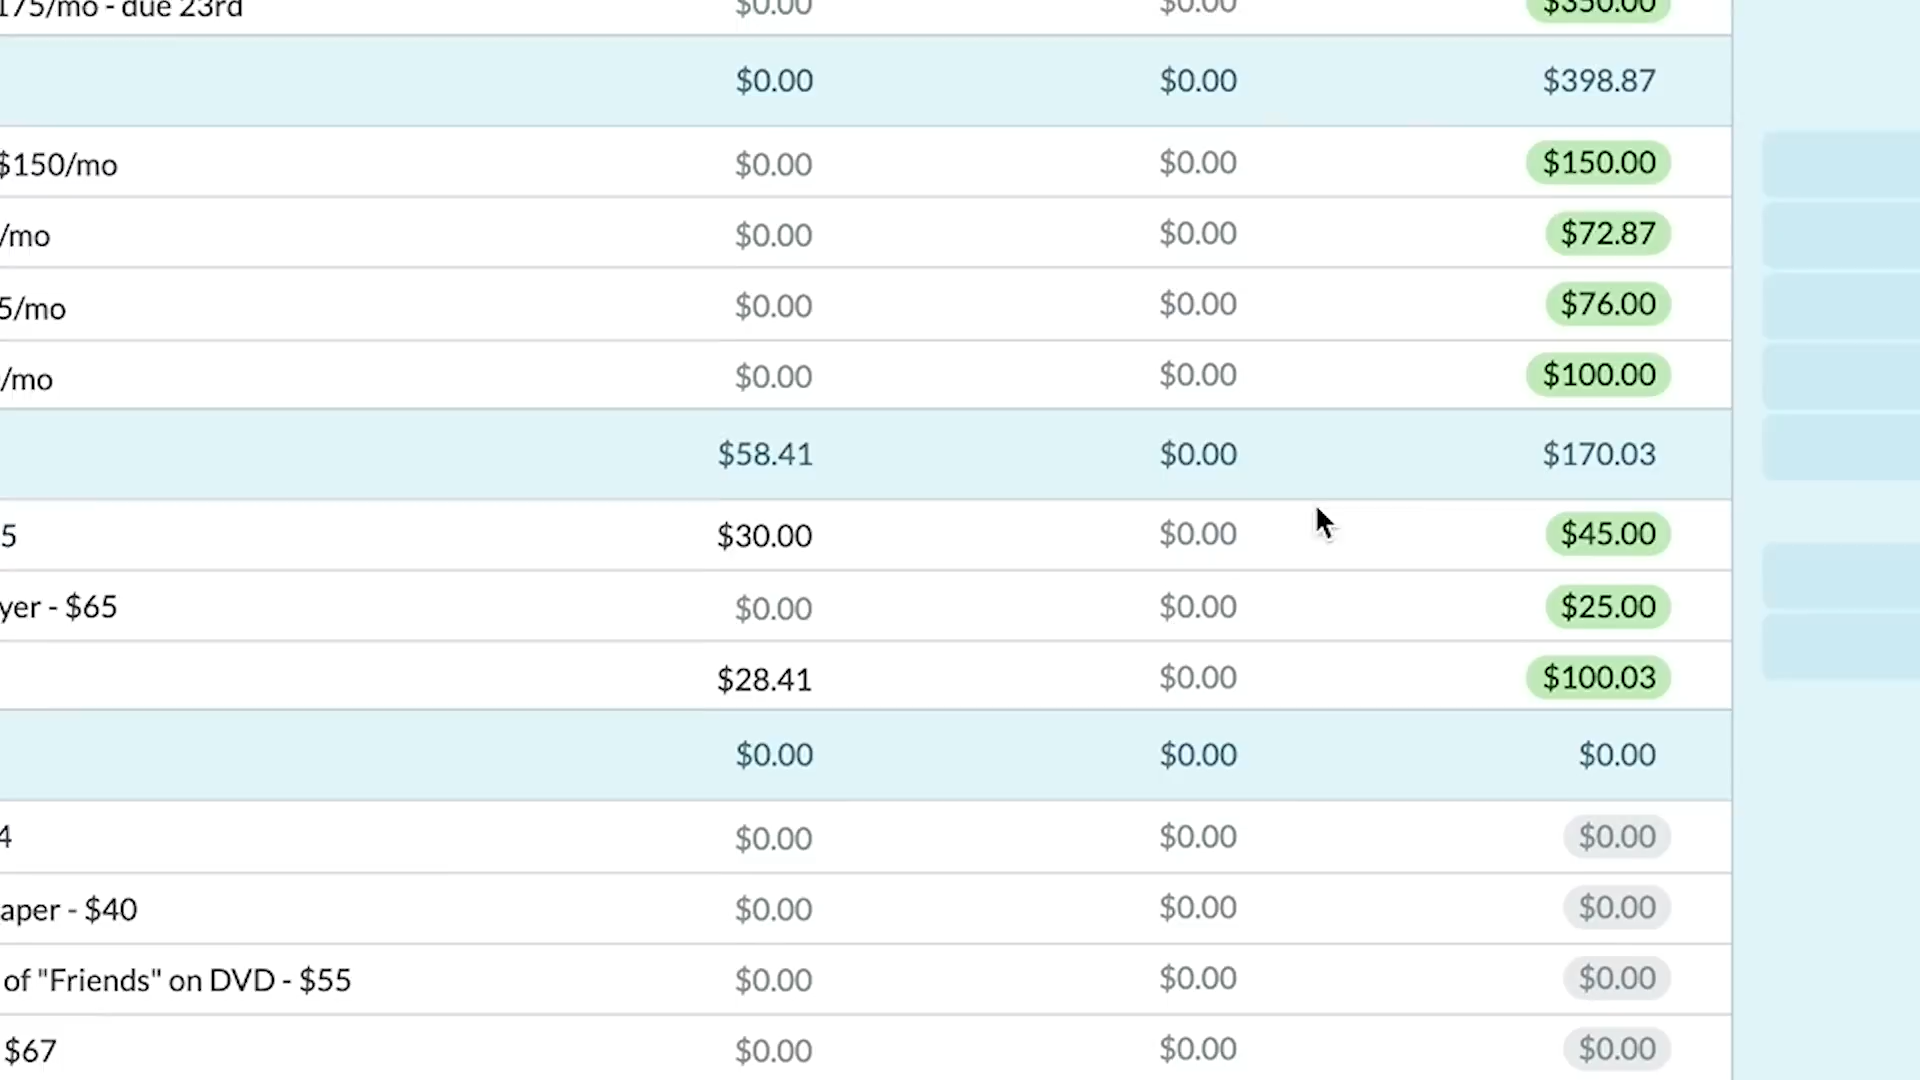 175/mo - due 23rd $0.00 $0.00 $350.00
$0.00 $0.00 $398.87
$150/mo $0.00 $0.00 $150.00
/mo $0.00 $0.00 $72.87
5/mo $0.00 $0.00 $76.00
/mo $0.00 $0.00 $100.00
$58.41 $0.00 $170.03
5 $30.00 $0.00 $45.00
yer - $65 $0.00 $0.00 $25.00
$28.41 $0.00 $100.03
$0.00 $0.00 $0.00
4 $0.00 $0.00 $0.00
aper - $40 $0.00 $0.00 $0.00
of "Friends" on DVD - $55 $0.00 $0.00 $0.00
$67 $0.00 $0.00 $0.00